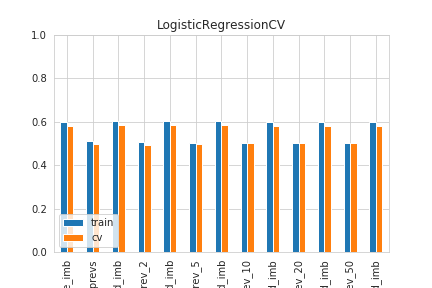 LogisticRegressionCV
1.0
0.8
0.6
0.4
0.2
0.0
train
cv
e_imb
prevs
d_imb
rev_2
d_imb
rev_5
d_imb
ev_10
d_imb
ev_20
d_imb
ev_50
d_imb